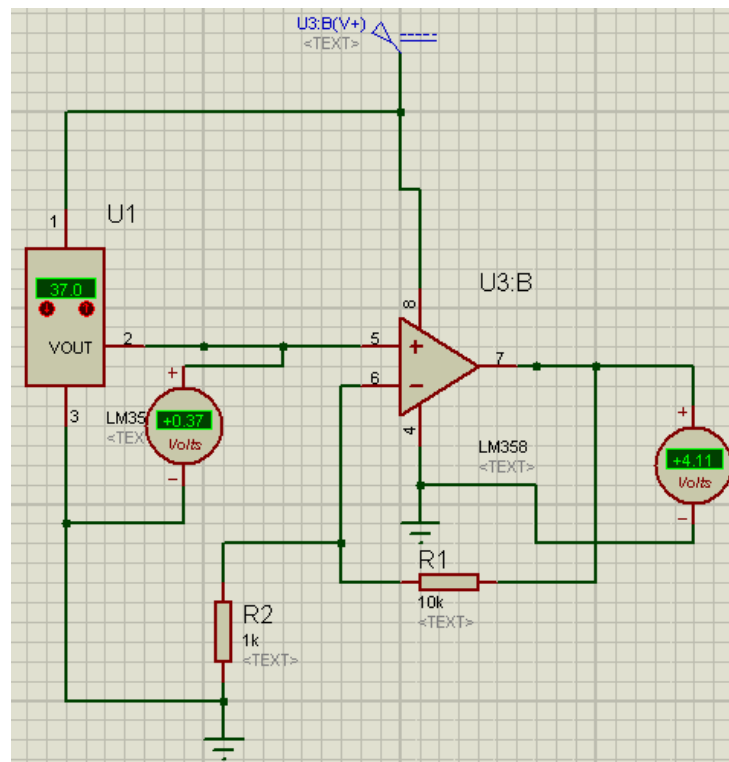 U3:B(V+)
<TEXT>
1
U1
37.0
VOUT
2
3
LM35
<TEX
+
+0.37
Volts
−
U3:B
8
5
+
6
−
7
4
LM358
<TEXT>
+
+4.11
Volts
−
R1
10k
<TEXT>
R2
1k
<TEXT>